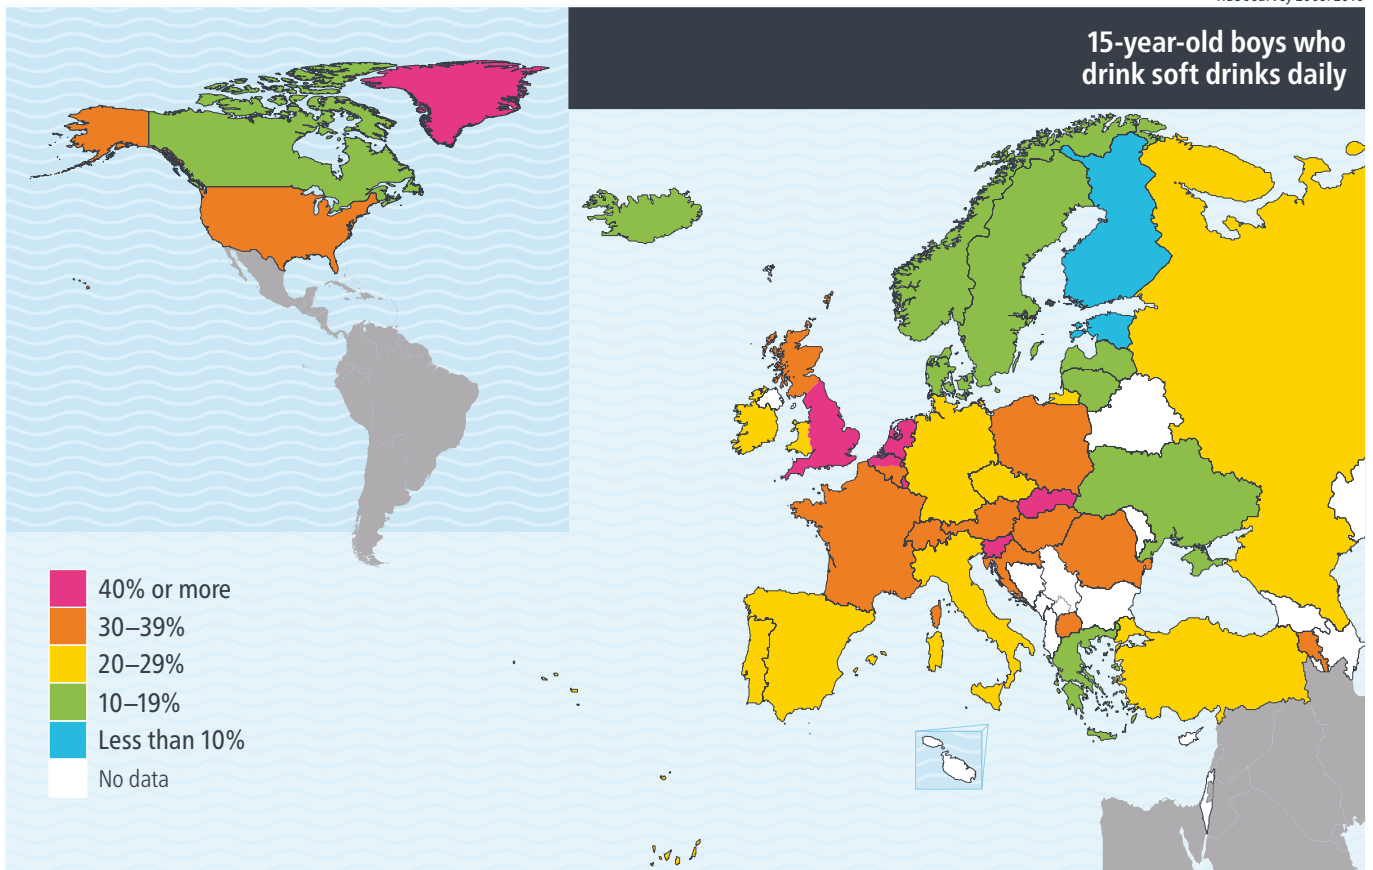 15-year-old boys who
drink soft drinks daily
40% or more
30–39%
20–29%
10–19%
Less than 10%
No data